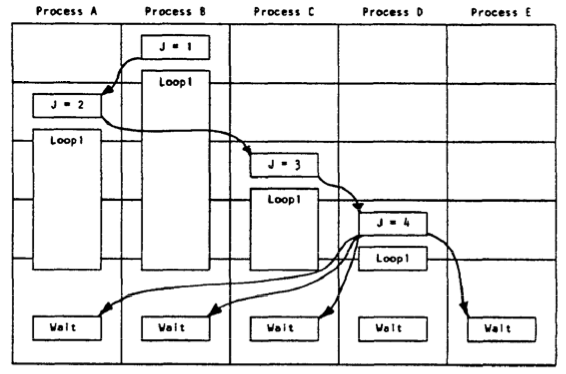 Process A Process B Process C Process D Process E
J = 1
Loop1
J = 2
Loop1
J = 3
Loop1
J = 4
Loop1
Wait Wait Wait Wait Wait